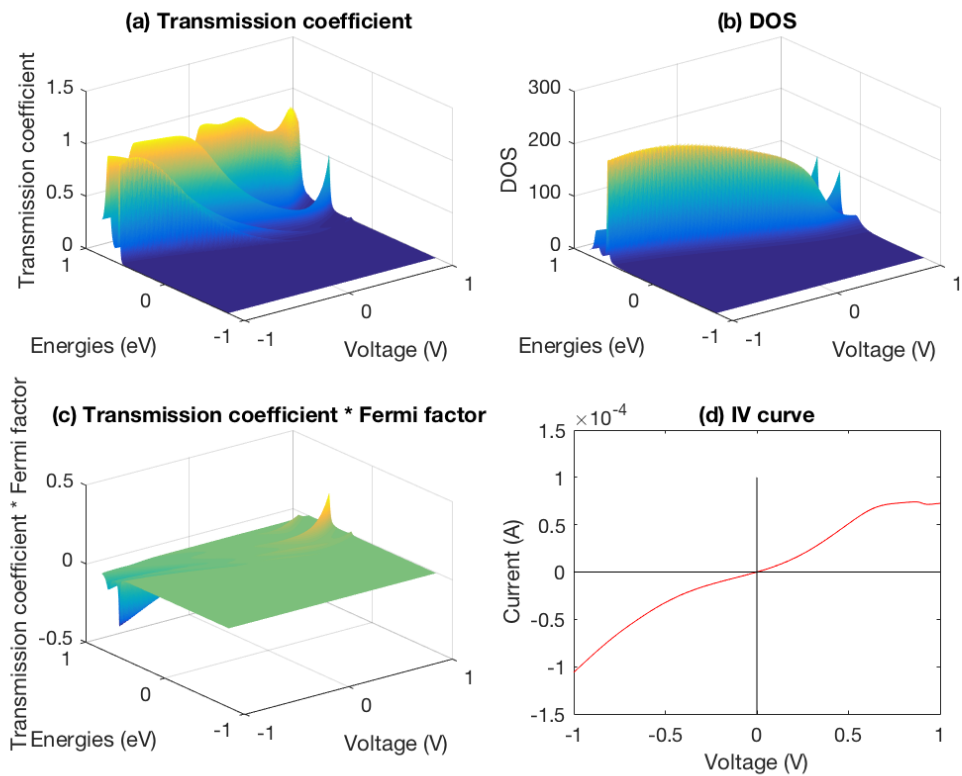 (a) Transmission coefficient
Transmission coefficient
1.5
1
0.5
0
1
0
-1
Energies (eV)
-1
0
1
Voltage (V)
(b) DOS
DOS
300
200
100
0
1
0
-1
Energies (eV)
-1
0
1
Voltage (V)
(c) Transmission coefficient * Fermi factor
Transmission coefficient * Fermi factor
0.5
0
-0.5
1
0
-1
Energies (eV)
-1
0
1
Voltage (V)
(d) IV curve
×10⁻⁴
Current (A)
1.5
1
0.5
0
-0.5
-1
-1.5
-1
-0.5
0
0.5
1
Voltage (V)